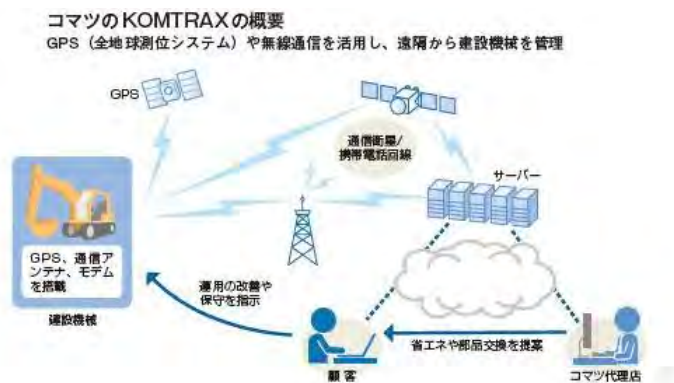 コマツのKOMTRAXの概要
GPS（全地球測位システム）や無線通信を活用し、遠隔から建設機械を管理
GPS
通信衛星/
携帯電話回線
サーバー
GPS、通信ア
ンテナ、モデム
を搭載
建設機械
運用の改善や
保守を指示
省エネや部品交換を提案
顧客
コマツ代理店